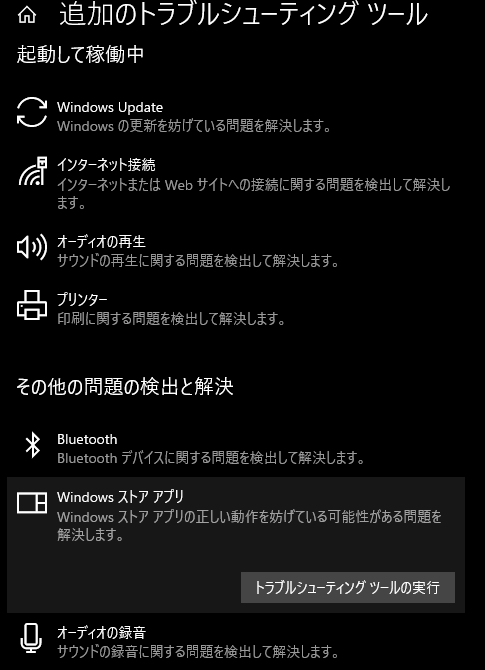 追加のトラブルシューティング ツール
起動して稼働中
Windows Update
Windows の更新を妨げている問題を解決します。
インターネット接続
インターネットまたは Web サイトへの接続に関する問題を検出して解決し
ます。
オーディオの再生
サウンドの再生に関する問題を検出して解決します。
プリンター
印刷に関する問題を検出して解決します。
その他の問題の検出と解決
Bluetooth
Bluetooth デバイスに関する問題を検出して解決します。
Windows ストア アプリ
Windows ストア アプリの正しい動作を妨げている可能性がある問題を
解決します。
トラブルシューティング ツールの実行
オーディオの録音
サウンドの録音に関する問題を検出して解決します。